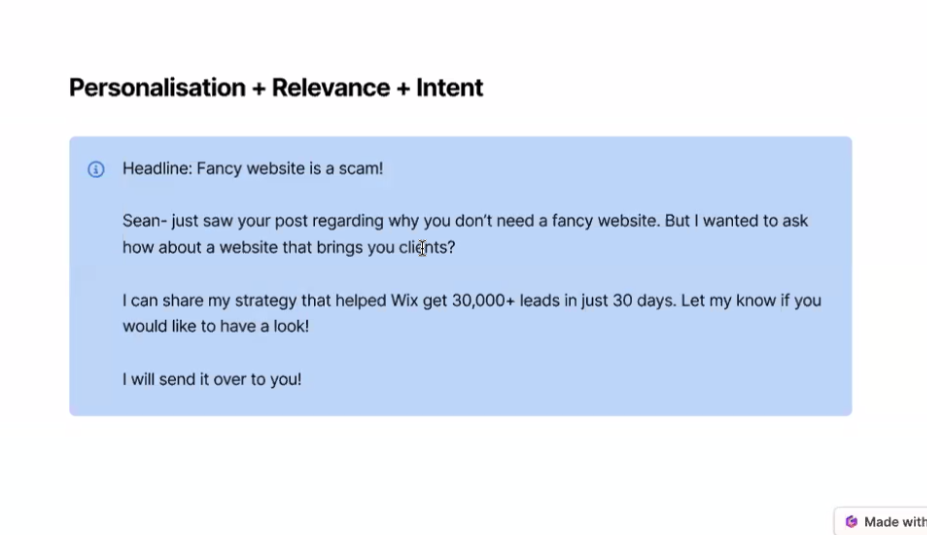 Personalisation + Relevance + Intent
Headline: Fancy website is a scam!
Sean- just saw your post regarding why you don't need a fancy website. But I wanted to ask
how about a website that brings you clients?
I can share my strategy that helped Wix get 30,000+ leads in just 30 days. Let my know if you
would like to have a look!
I will send it over to you!
Made with